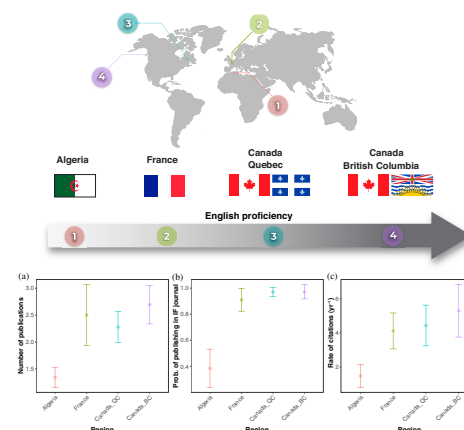 3
2
4
1
Algeria
France
Canada
Quebec
Canada
British Columbia
English proficiency
1
2
3
4
(a)
Number of publications
3.0
2.5
2.0
1.5
Algeria
France
Canada_QC
Canada_BC
Region
(b)
Prob. of publishing in IF journal
1.0
0.8
0.6
0.4
Algeria
France
Canada_QC
Canada_BC
Region
(c)
Rate of citations (yr⁻¹)
6
4
2
Algeria
France
Canada_QC
Canada_BC
Region